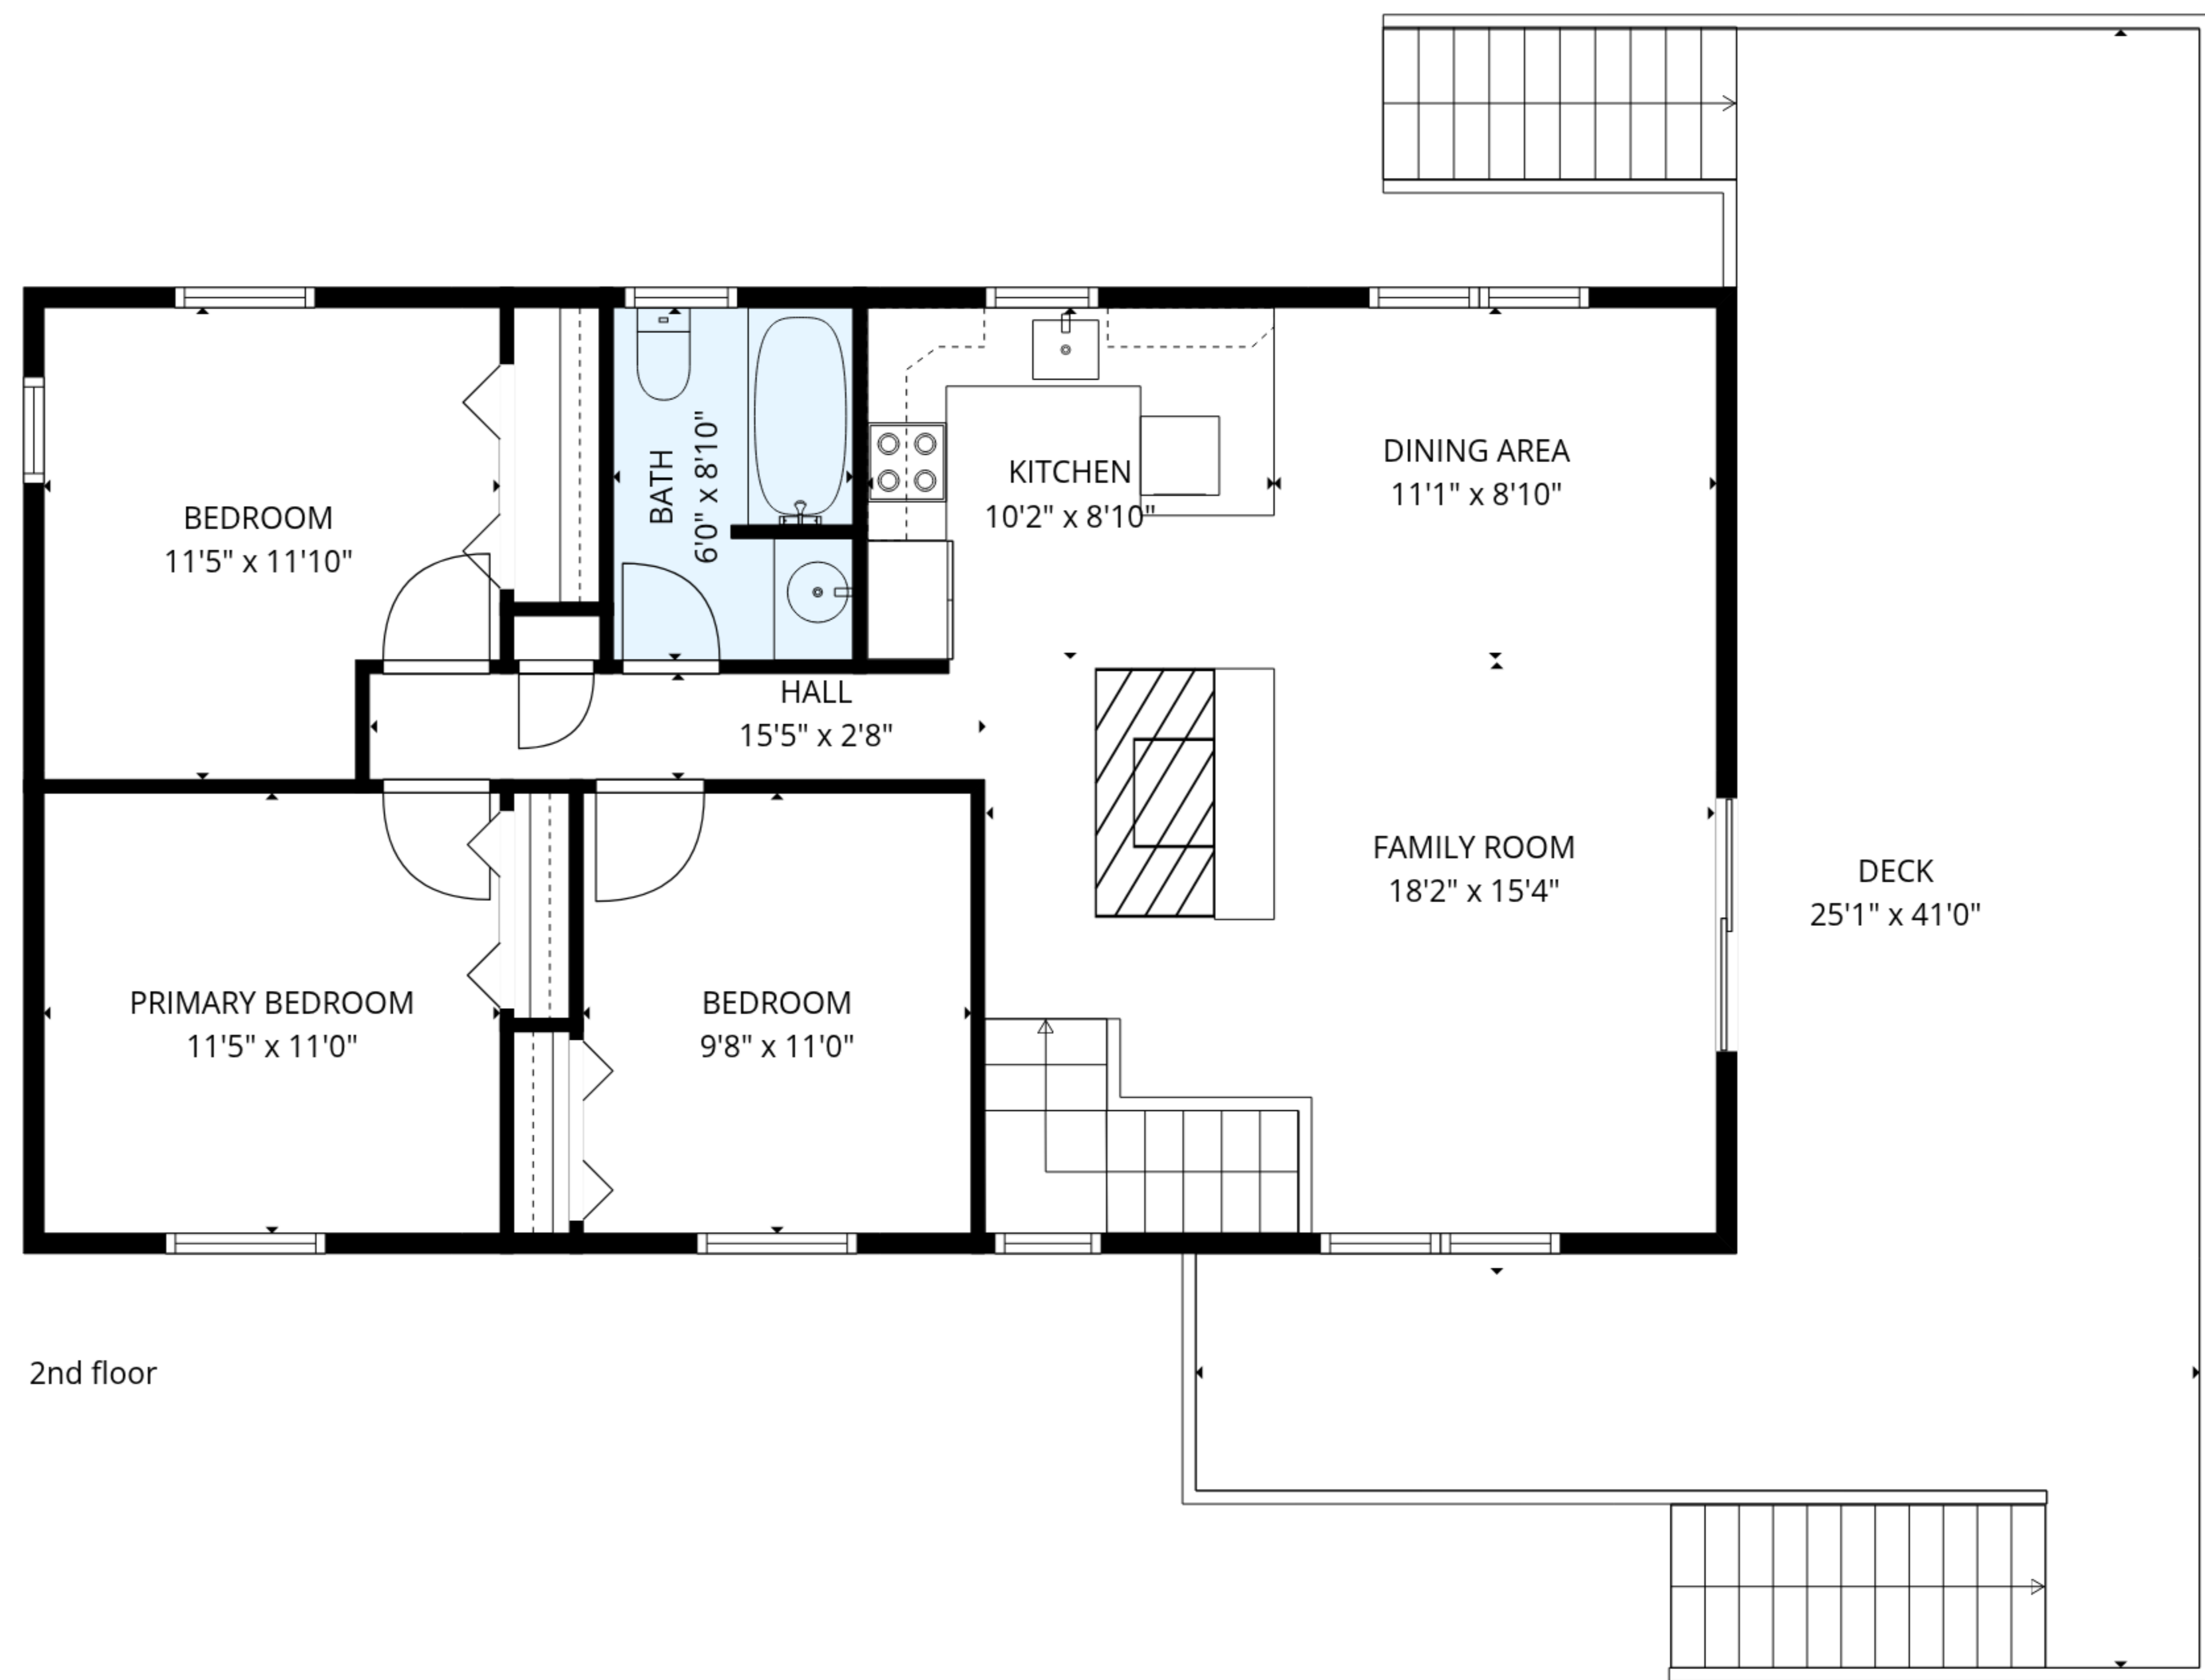 BEDROOM
11'5" x 11'10"
BATH
6'0" x 8'10"
KITCHEN
10'2" x 8'10"
DINING AREA
11'1" x 8'10"
HALL
15'5" x 2'8"
FAMILY ROOM
18'2" x 15'4"
DECK
25'1" x 41'0"
PRIMARY BEDROOM
11'5" x 11'0"
BEDROOM
9'8" x 11'0"
2nd floor